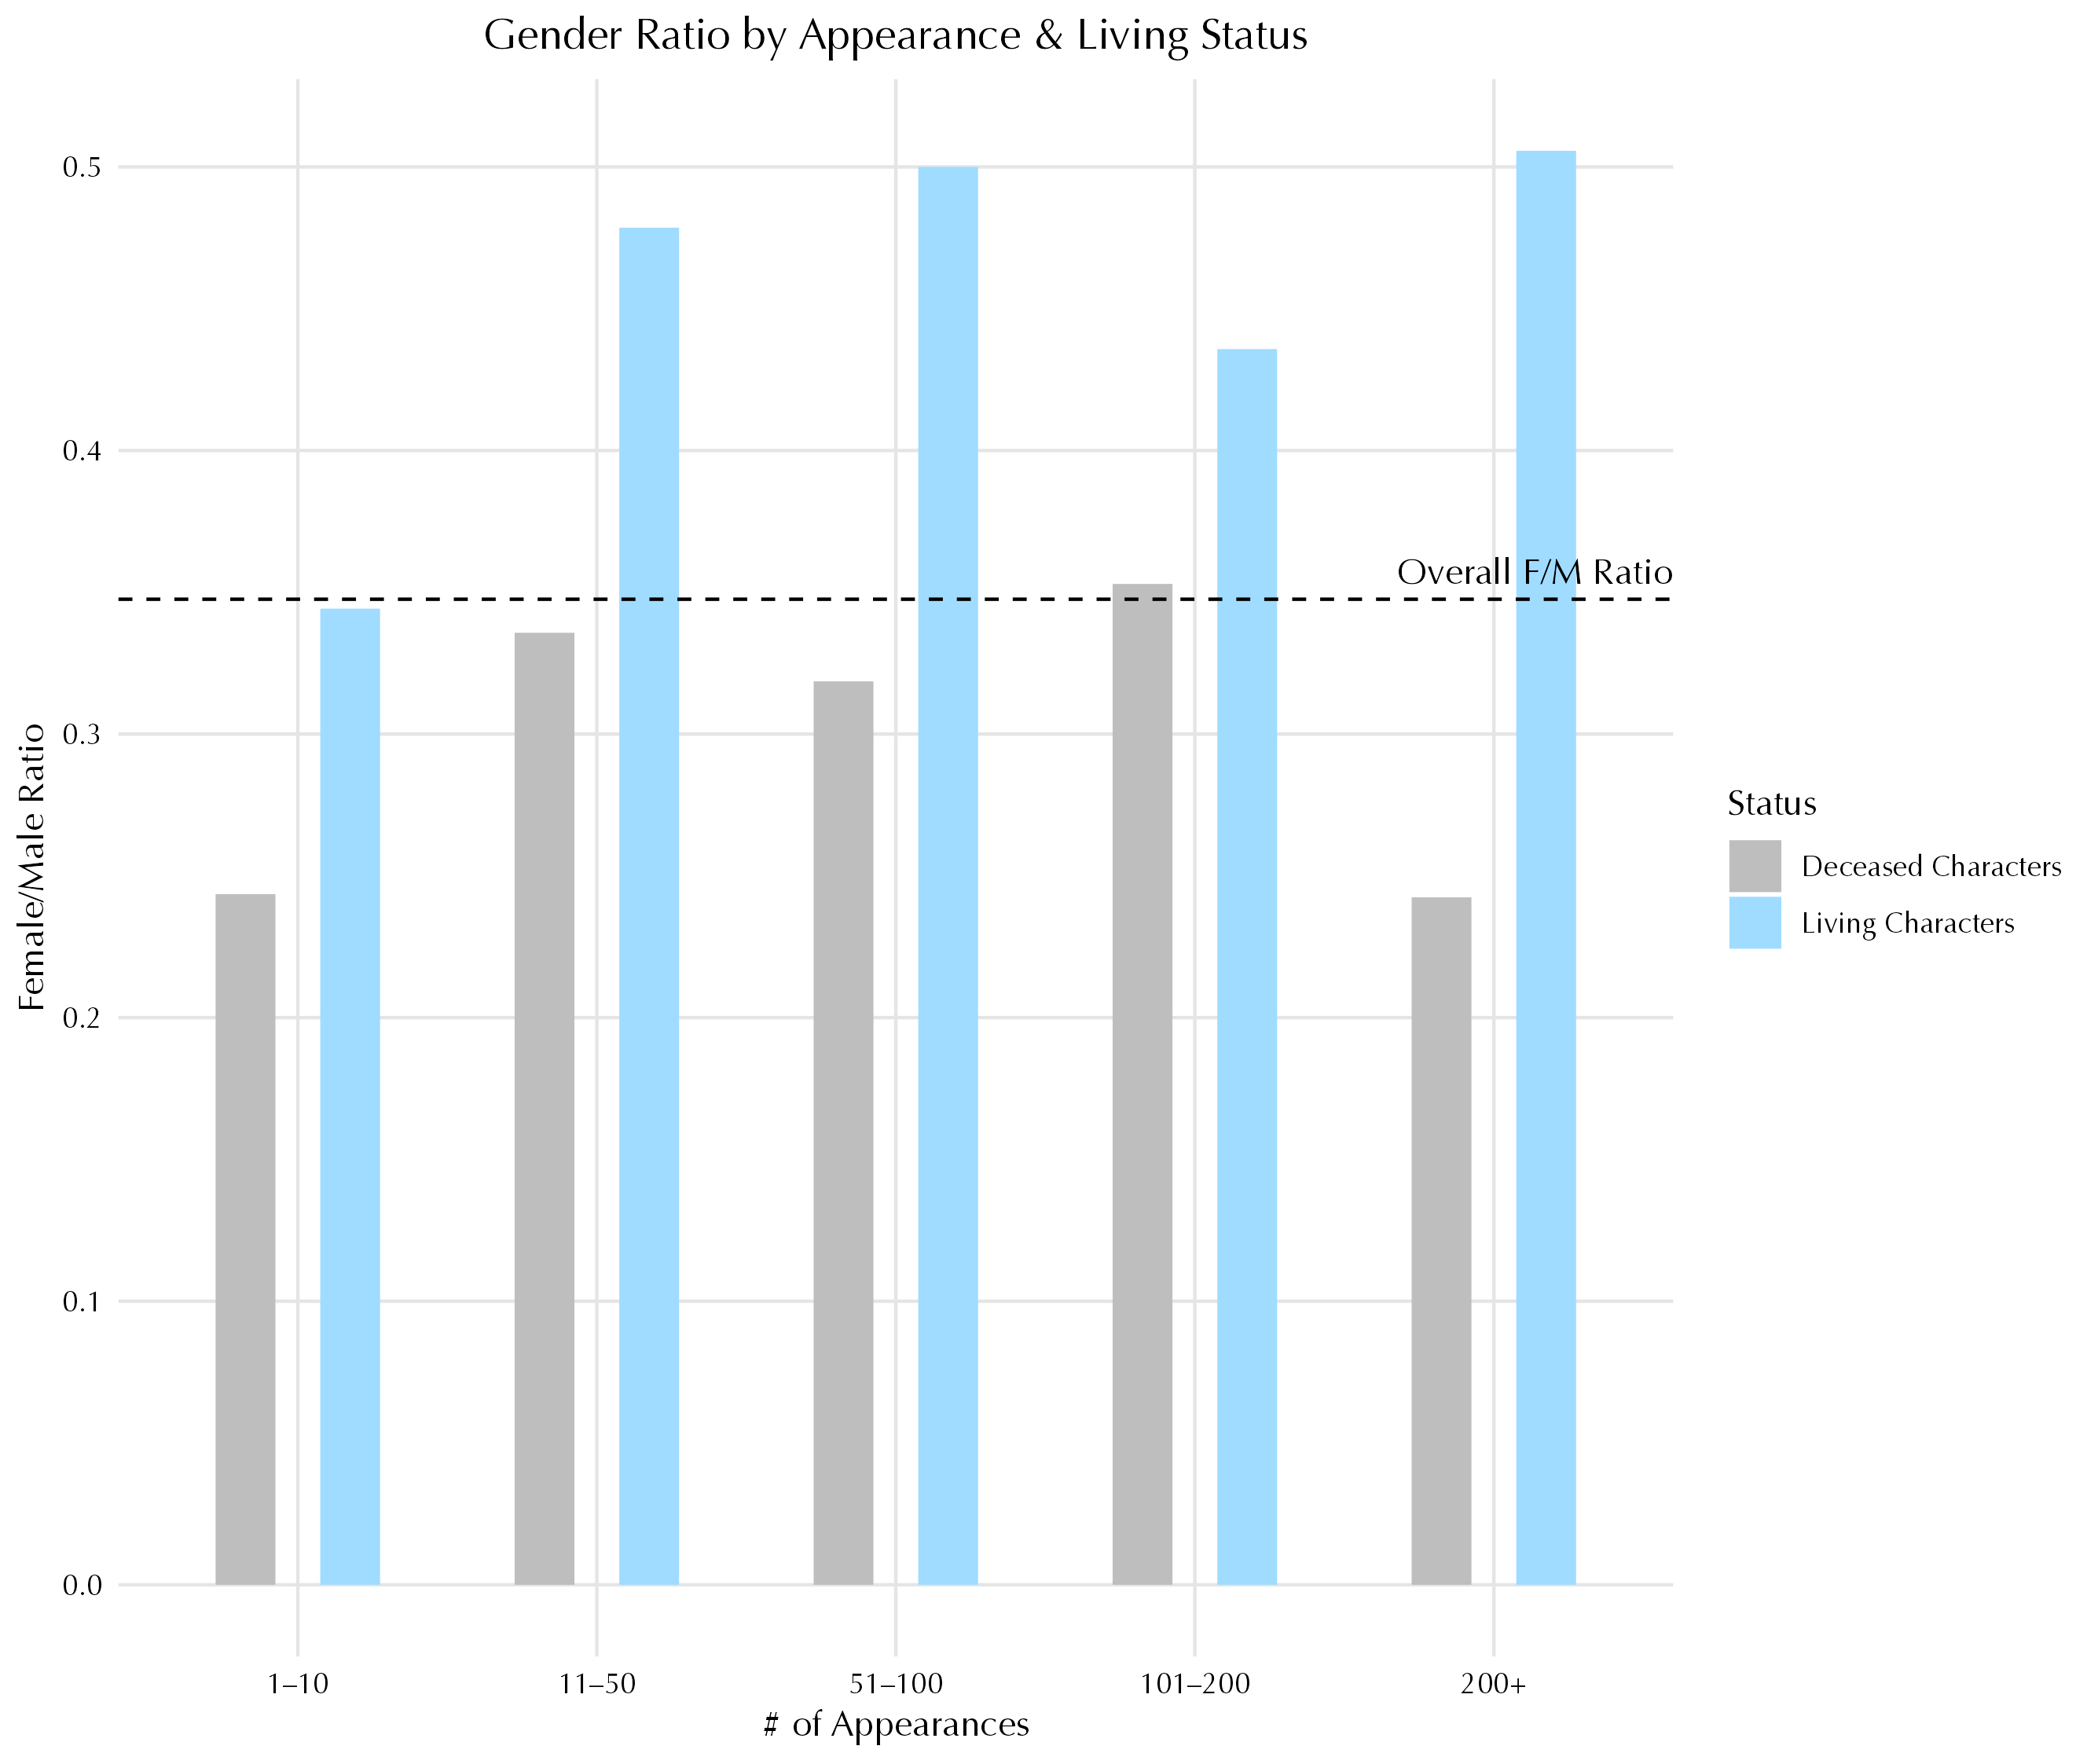 Gender Ratio by Appearance & Living Status
0.5
0.4
0.3
0.2
0.1
0.0
Female/Male Ratio
Overall F/M Ratio
1–10
11–50
51–100
101–200
200+
# of Appearances
Status
Deceased Characters
Living Characters